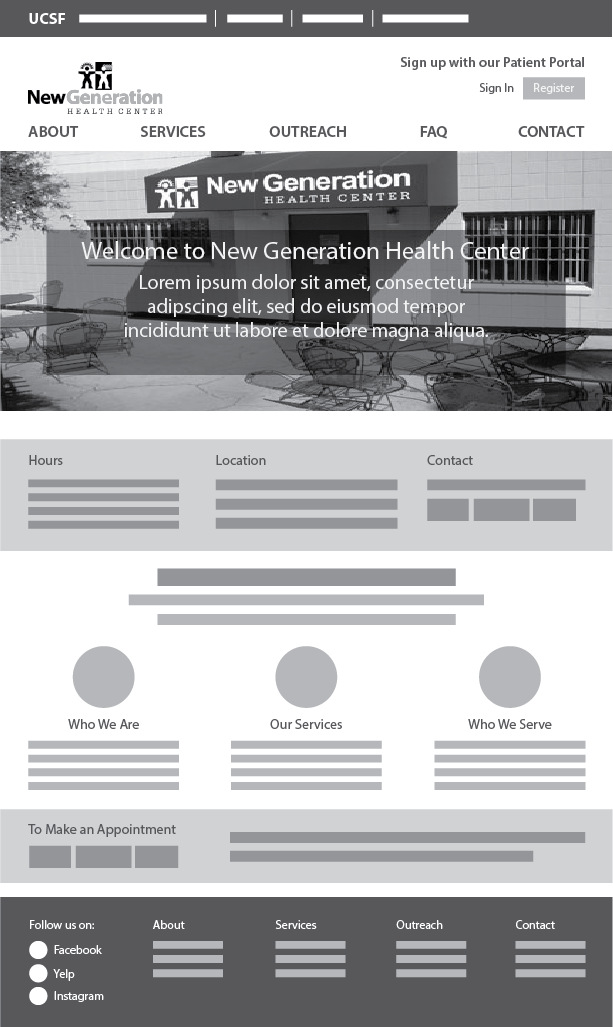 UCSF
Sign up with our Patient Portal
Sign In Register
New Generation
HEALTH CENTER
ABOUT SERVICES OUTREACH FAQ CONTACT
New Generation
HEALTH CENTER
Welcome to New Generation Health Center
Lorem ipsum dolor sit amet, consectetur
adipscing elit, sed do eiusmod tempor
incididunt ut labore et dolore magna aliqua.
Hours Location Contact
Who We Are Our Services Who We Serve
To Make an Appointment
Follow us on: About Services Outreach Contact
Facebook
Yelp
Instagram